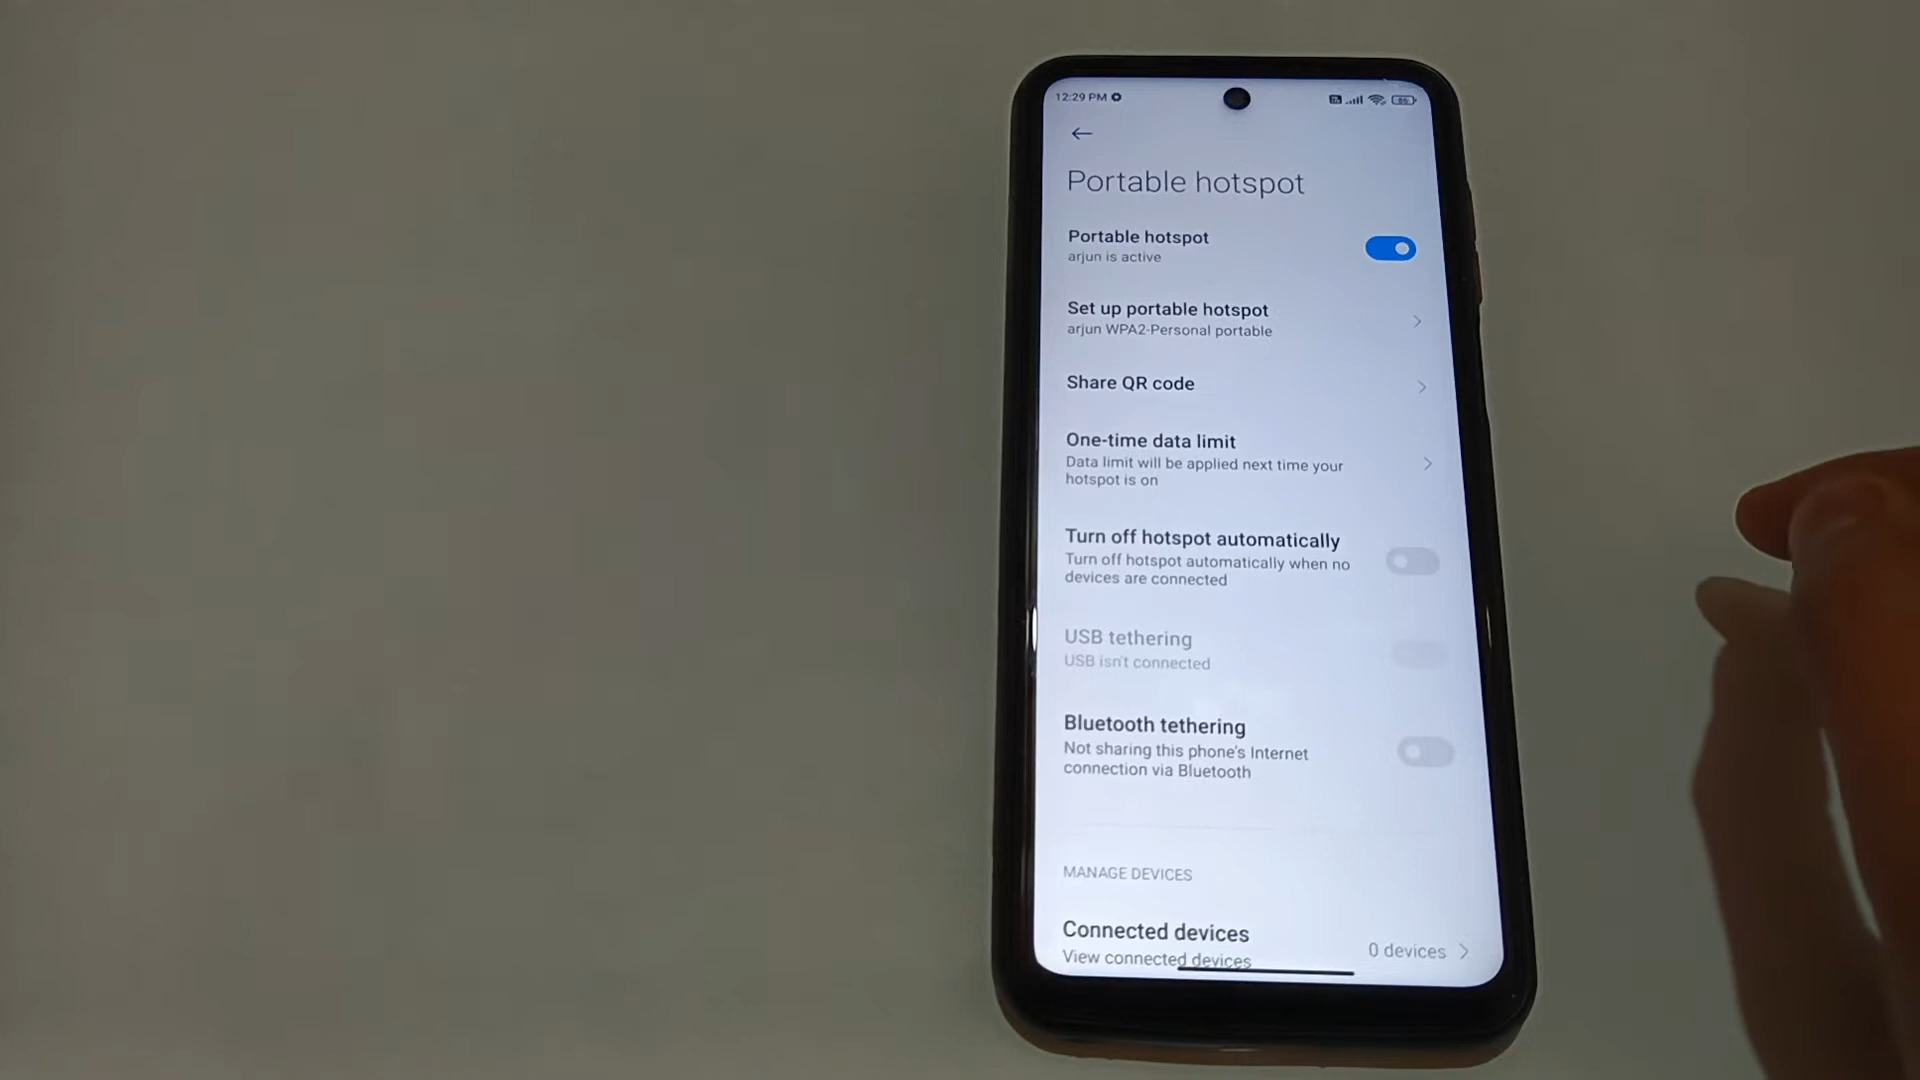 12:29 PM
Portable hotspot
Portable hotspot
arjun is active
Set up portable hotspot
arjun WPA2-Personal portable
Share QR code
One-time data limit
Data limit will be applied next time your
hotspot is on
Turn off hotspot automatically
Turn off hotspot automatically when no
devices are connected
USB tethering
USB isn't connected
Bluetooth tethering
Not sharing this phone's Internet
connection via Bluetooth
MANAGE DEVICES
Connected devices
0 devices
View connected devices